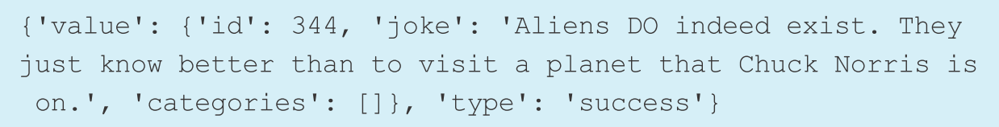 {'value': {'id': 344, 'joke': 'Aliens DO indeed exist. They
just know better than to visit a planet that Chuck Norris is
on.', 'categories': []}, 'type': 'success'}